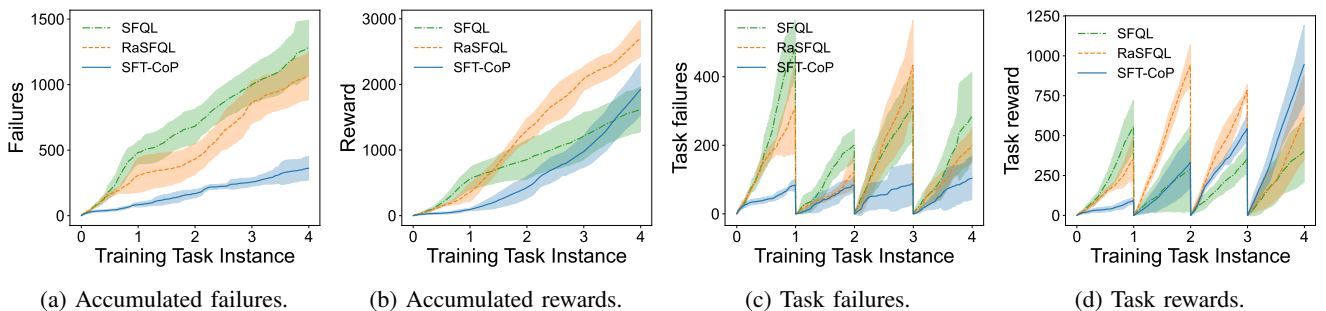 SFQL
RaSFQL
SFT-CoP
Failures
1500
1000
500
0
0 1 2 3 4
Training Task Instance
(a) Accumulated failures.
SFQL
RaSFQL
SFT-CoP
Reward
3000
2000
1000
0
0 1 2 3 4
Training Task Instance
(b) Accumulated rewards.
SFQL
RaSFQL
SFT-CoP
Task failures
400
200
0
0 1 2 3 4
Training Task Instance
(c) Task failures.
SFQL
RaSFQL
SFT-CoP
Task reward
1250
1000
750
500
250
0
0 1 2 3 4
Training Task Instance
(d) Task rewards.